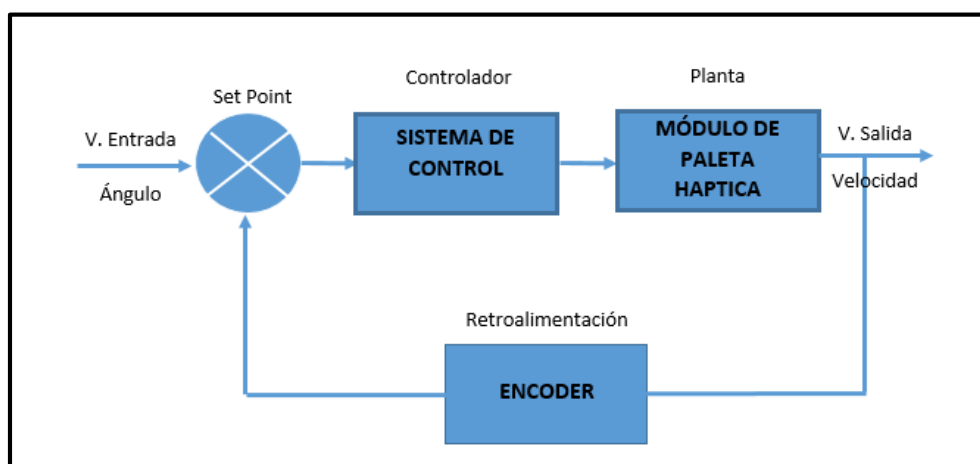 Controlador
Planta
Set Point
V. Entrada
Ángulo
SISTEMA DE
CONTROL
MÓDULO DE
PALETA
HAPTICA
V. Salida
Velocidad
Retroalimentación
ENCODER